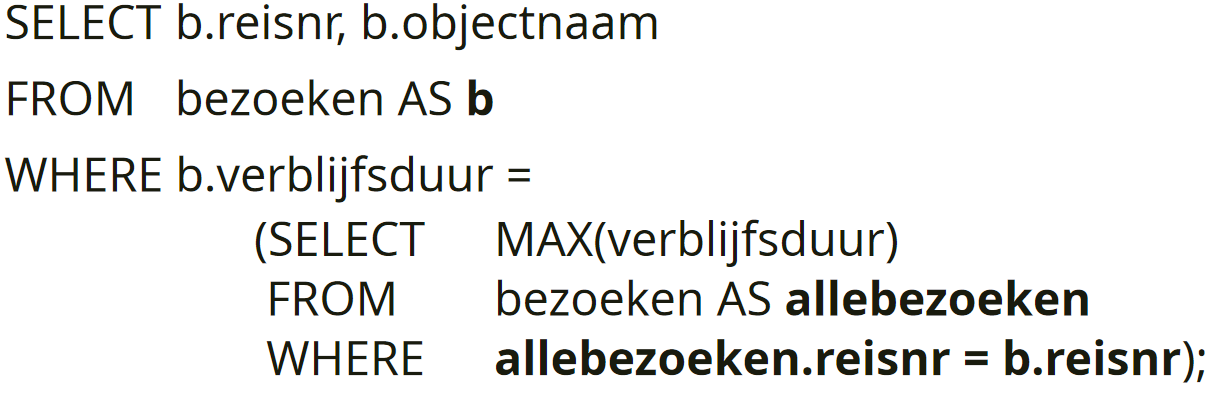 SELECT b.reisnr, b.objectnaam
FROM bezoeken AS b
WHERE b.verblijfsduur =
(SELECT MAX(verblijfsduur)
FROM bezoeken AS allebezoeken
WHERE allebezoeken.reisnr = b.reisnr);